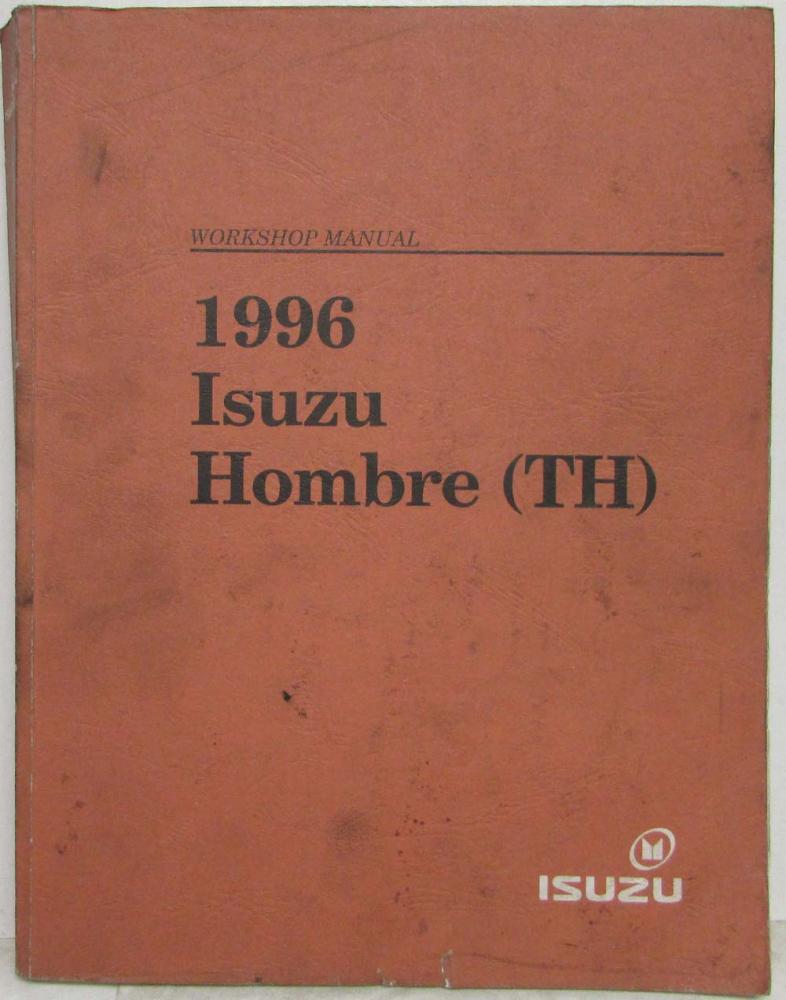 WORKSHOP MANUAL
1996
Isuzu
Hombre (TH)
ISUZU